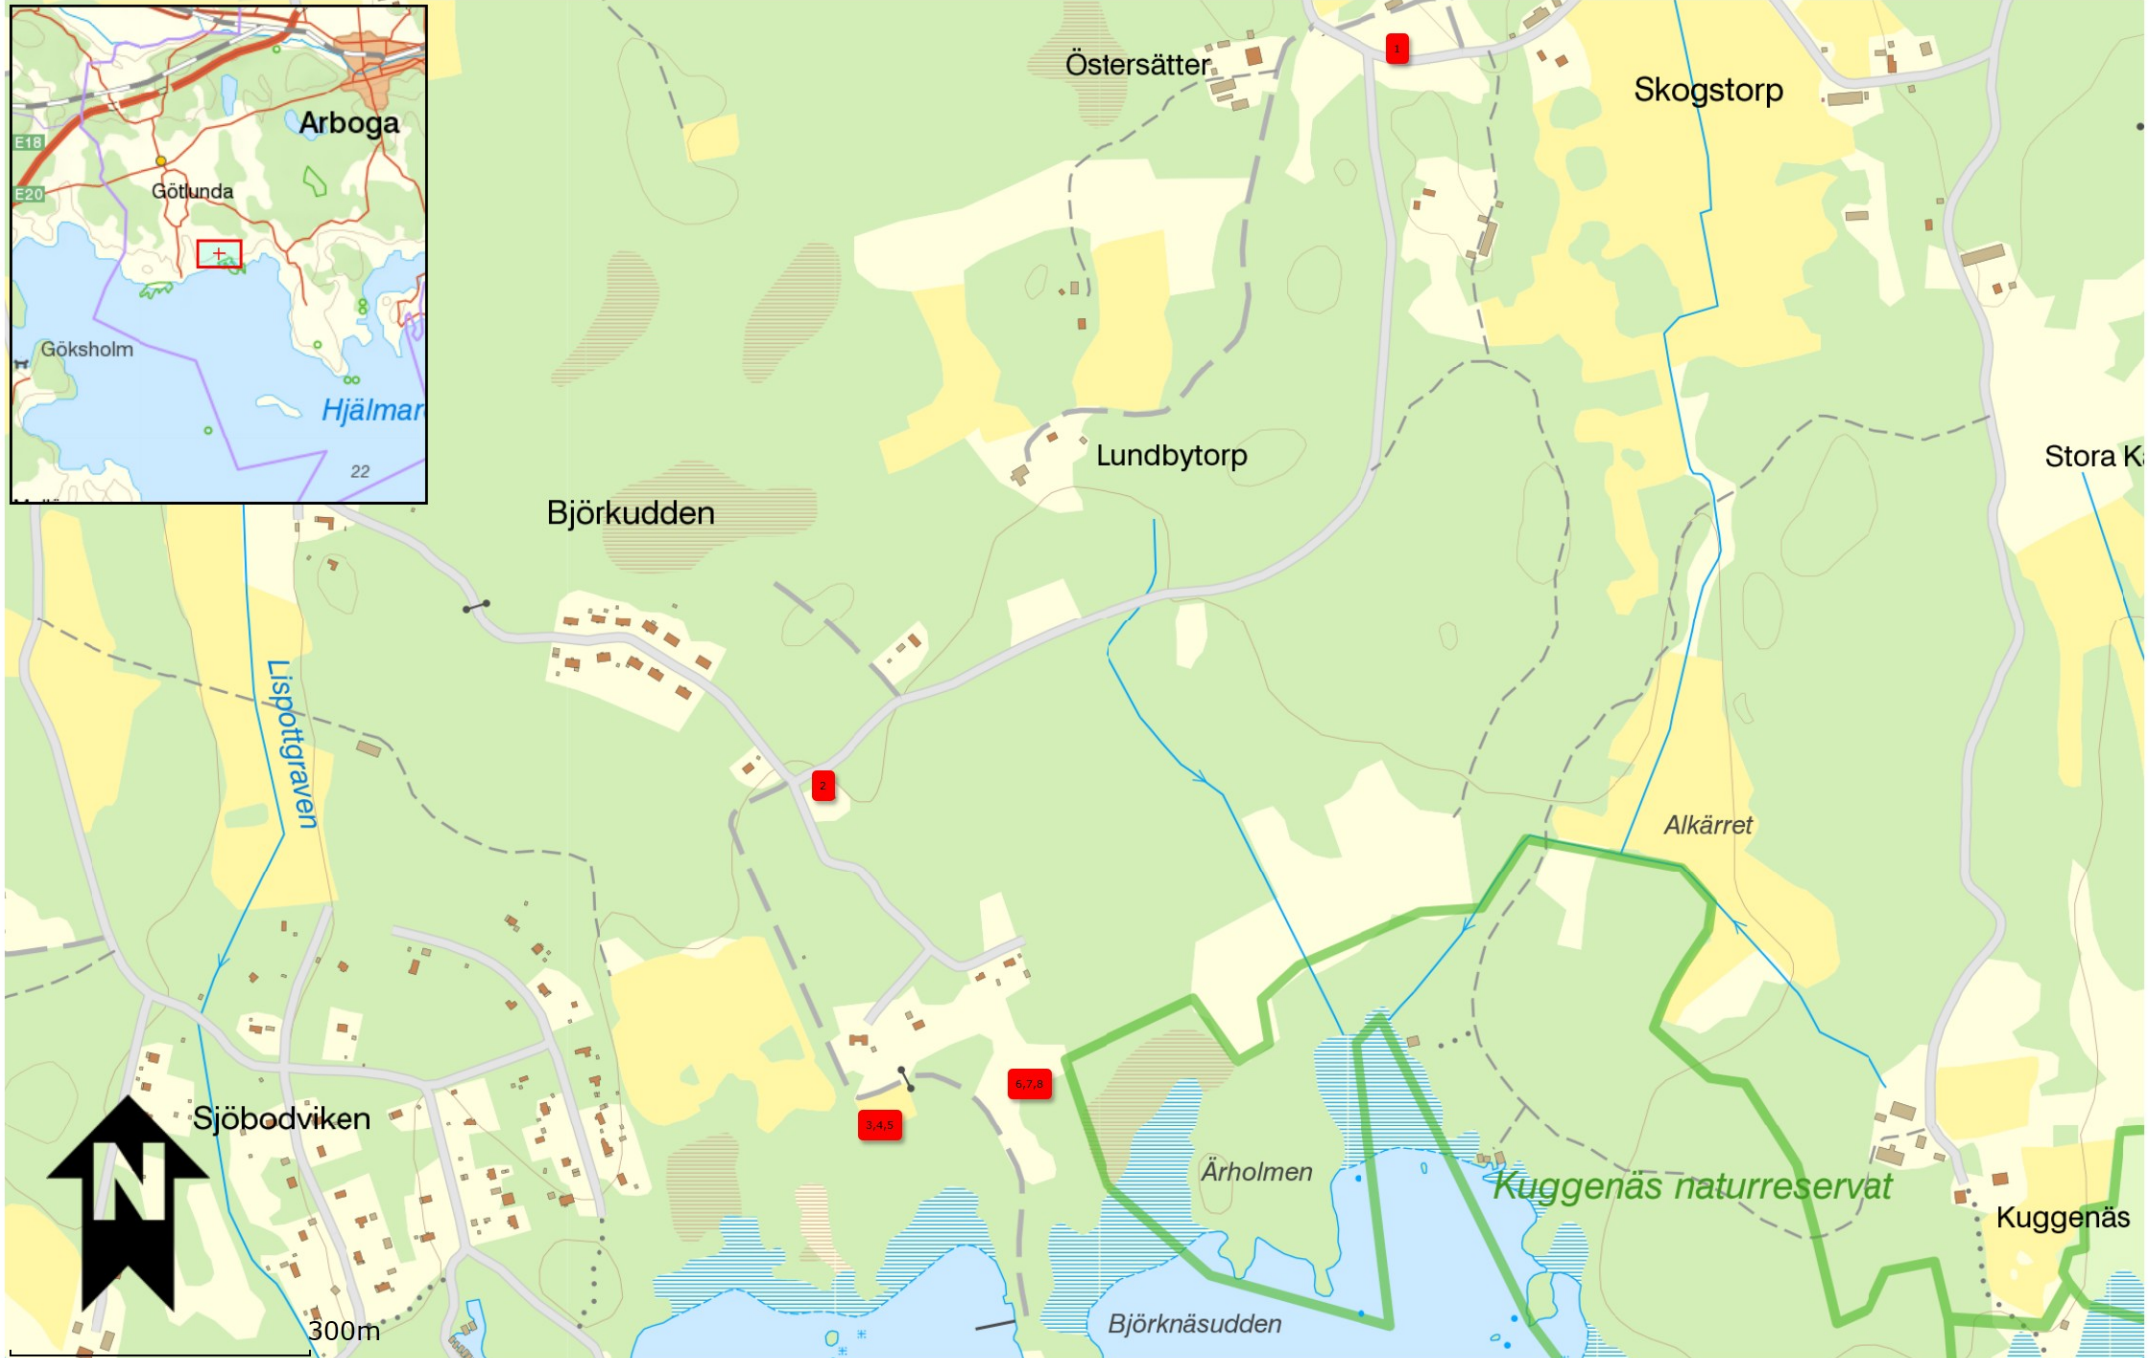 Östersätter
1
Skogstorp
Arboga
E18
E20
Götlunda
Göksholm
Hjälmar
22
Lundbytorp
Stora K
Björkudden
Lispottgraven
2
Alkärret
6,7,8
3,4,5
Sjöbodviken
N
Ärholmen
Kuggenäs naturreservat
Kuggenäs
Björknäsudden
300m